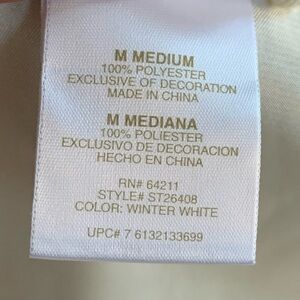 M MEDIUM
100% POLYESTER
EXCLUSIVE OF DECORATION
MADE IN CHINA
M MEDIANA
100% POLIESTER
EXCLUSIVO DE DECORACION
HECHO EN CHINA
RN# 64211
STYLE# ST26408
COLOR: WINTER WHITE
UPC# 7 6132133699